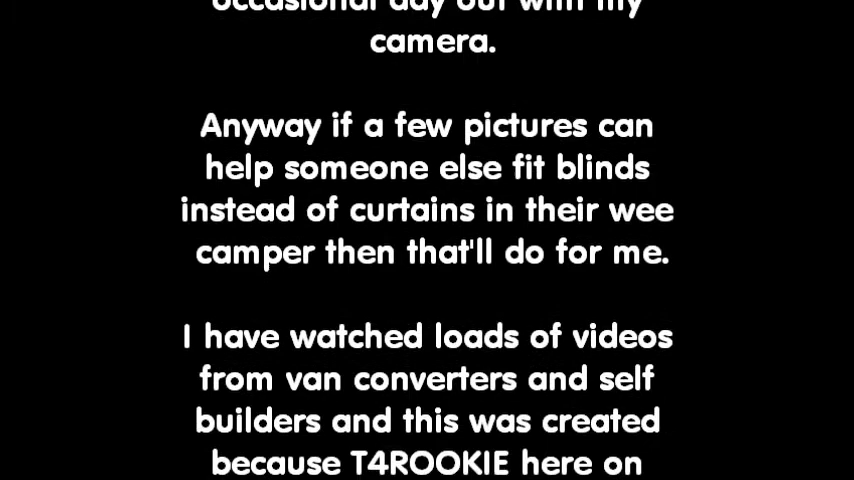 occasional day out with my
camera.
Anyway if a few pictures can
help someone else fit blinds
instead of curtains in their wee
camper then that'll do for me.
I have watched loads of videos
from van converters and self
builders and this was created
because T4ROOKIE here on